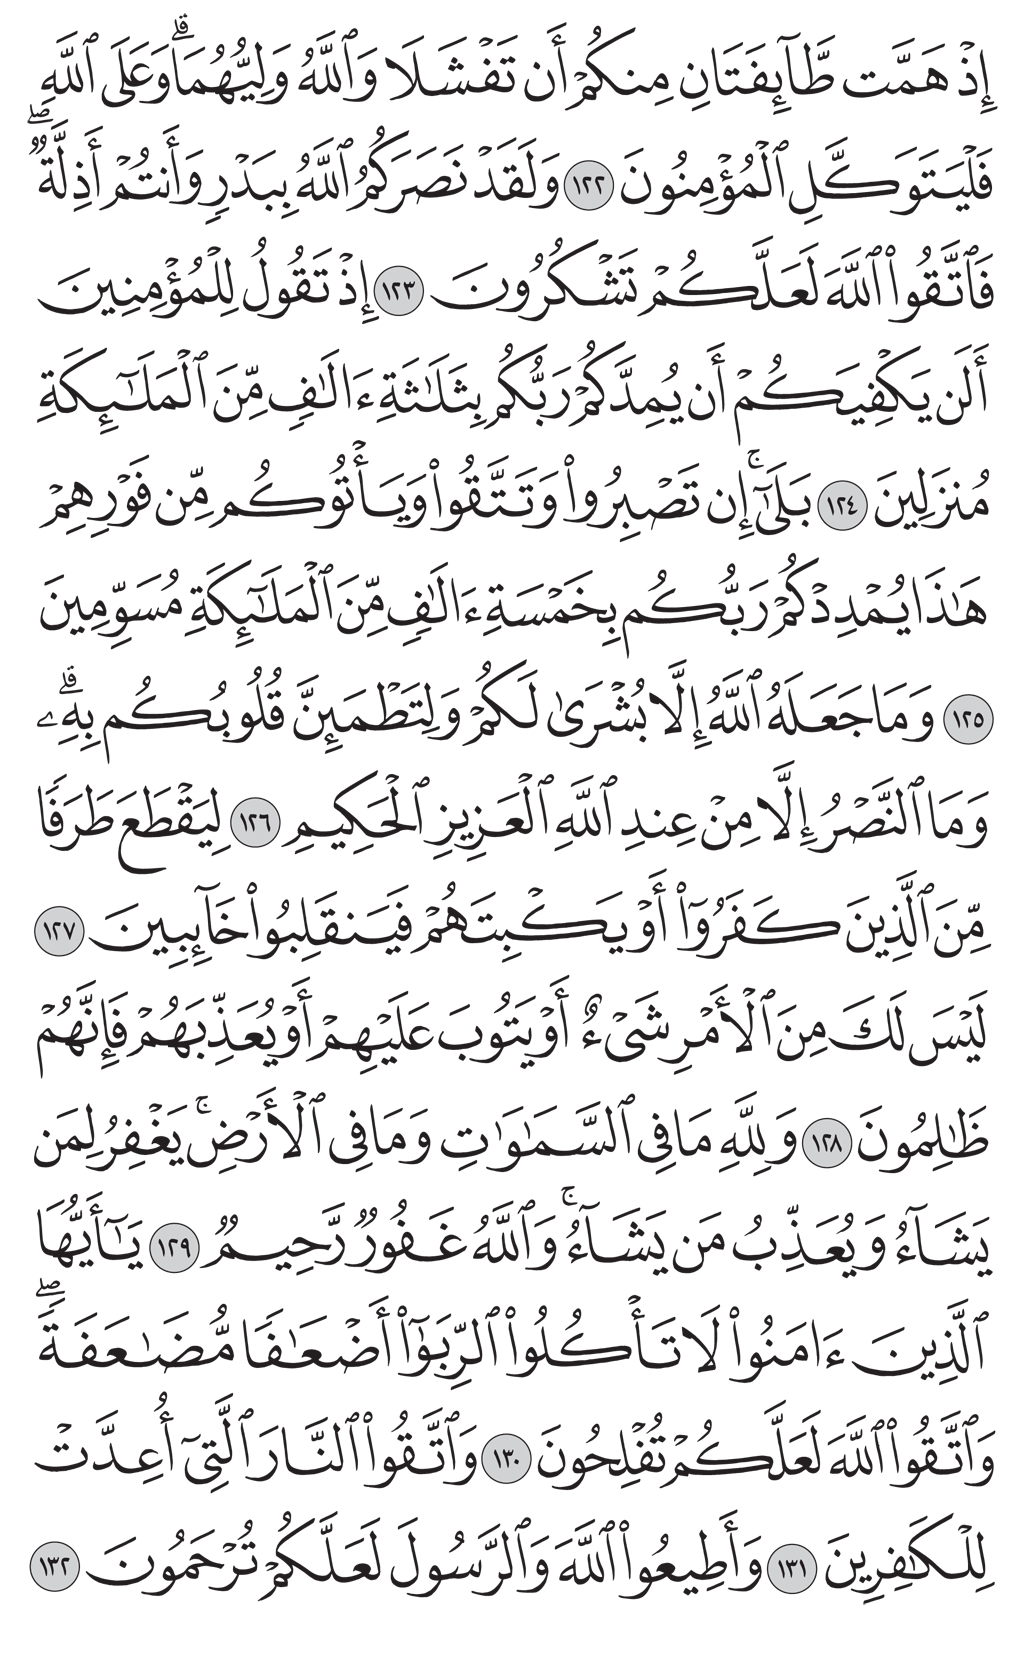 إِذْ هَمَّت طَّآئِفَتَانِ مِنكُمْ أَن تَفْشَلَا وَٱللَّهُ وَلِيُّهُمَا ۗ وَعَلَى ٱللَّهِ
فَلْيَتَوَكَّلِ ٱلْمُؤْمِنُونَ ١٢٢ وَلَقَدْ نَصَرَكُمُ ٱللَّهُ بِبَدْرٍ وَأَنتُمْ أَذِلَّةٌ ۖ
فَٱتَّقُوا۟ ٱللَّهَ لَعَلَّكُمْ تَشْكُرُونَ ١٢٣ إِذْ تَقُولُ لِلْمُؤْمِنِينَ
أَلَن يَكْفِيَكُمْ أَن يُمِدَّكُمْ رَبُّكُم بِثَلَـٰثَةِ ءَالَـٰفٍ مِّنَ ٱلْمَلَـٰٓئِكَةِ
مُنزَلِينَ ١٢٤ بَلَىٰٓ ۚ إِن تَصْبِرُوا۟ وَتَتَّقُوا۟ وَيَأْتُوكُم مِّن فَوْرِهِمْ
هَـٰذَا يُمْدِدْكُمْ رَبُّكُم بِخَمْسَةِ ءَالَـٰفٍ مِّنَ ٱلْمَلَـٰٓئِكَةِ مُسَوِّمِينَ
١٢٥ وَمَا جَعَلَهُ ٱللَّهُ إِلَّا بُشْرَىٰ لَكُمْ وَلِتَطْمَئِنَّ قُلُوبُكُم بِهِۦ ۗ
وَمَا ٱلنَّصْرُ إِلَّا مِنْ عِندِ ٱللَّهِ ٱلْعَزِيزِ ٱلْحَكِيمِ ١٢٦ لِيَقْطَعَ طَرَفًا
مِّنَ ٱلَّذِينَ كَفَرُوٓا۟ أَوْ يَكْبِتَهُمْ فَيَنقَلِبُوا۟ خَآئِبِينَ ١٢٧
لَيْسَ لَكَ مِنَ ٱلْأَمْرِ شَىْءٌ أَوْ يَتُوبَ عَلَيْهِمْ أَوْ يُعَذِّبَهُمْ فَإِنَّهُمْ
ظَـٰلِمُونَ ١٢٨ وَلِلَّهِ مَا فِى ٱلسَّمَـٰوَٰتِ وَمَا فِى ٱلْأَرْضِ ۚ يَغْفِرُ لِمَن
يَشَآءُ وَيُعَذِّبُ مَن يَشَآءُ ۚ وَٱللَّهُ غَفُورٌ رَّحِيمٌ ١٢٩ يَـٰٓأَيُّهَا
ٱلَّذِينَ ءَامَنُوا۟ لَا تَأْكُلُوا۟ ٱلرِّبَوٰٓا۟ أَضْعَـٰفًا مُّضَـٰعَفَةً ۖ
وَٱتَّقُوا۟ ٱللَّهَ لَعَلَّكُمْ تُفْلِحُونَ ١٣٠ وَٱتَّقُوا۟ ٱلنَّارَ ٱلَّتِىٓ أُعِدَّتْ
لِلْكَـٰفِرِينَ ١٣١ وَأَطِيعُوا۟ ٱللَّهَ وَٱلرَّسُولَ لَعَلَّكُمْ تُرْحَمُونَ ١٣٢